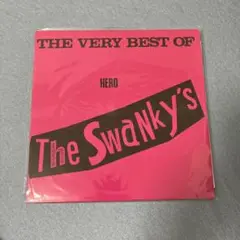 THE VERY BEST OF
HERO
The SWANKy's